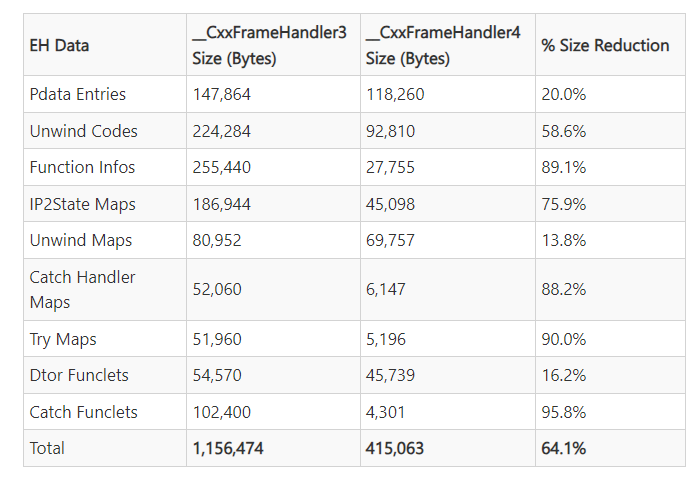 EH Data __CxxFrameHandler3 Size (Bytes) __CxxFrameHandler4 Size (Bytes) % Size Reduction
Pdata Entries 147,864 118,260 20.0%
Unwind Codes 224,284 92,810 58.6%
Function Infos 255,440 27,755 89.1%
IP2State Maps 186,944 45,098 75.9%
Unwind Maps 80,952 69,757 13.8%
Catch Handler Maps 52,060 6,147 88.2%
Try Maps 51,960 5,196 90.0%
Dtor Funclets 54,570 45,739 16.2%
Catch Funclets 102,400 4,301 95.8%
Total 1,156,474 415,063 64.1%